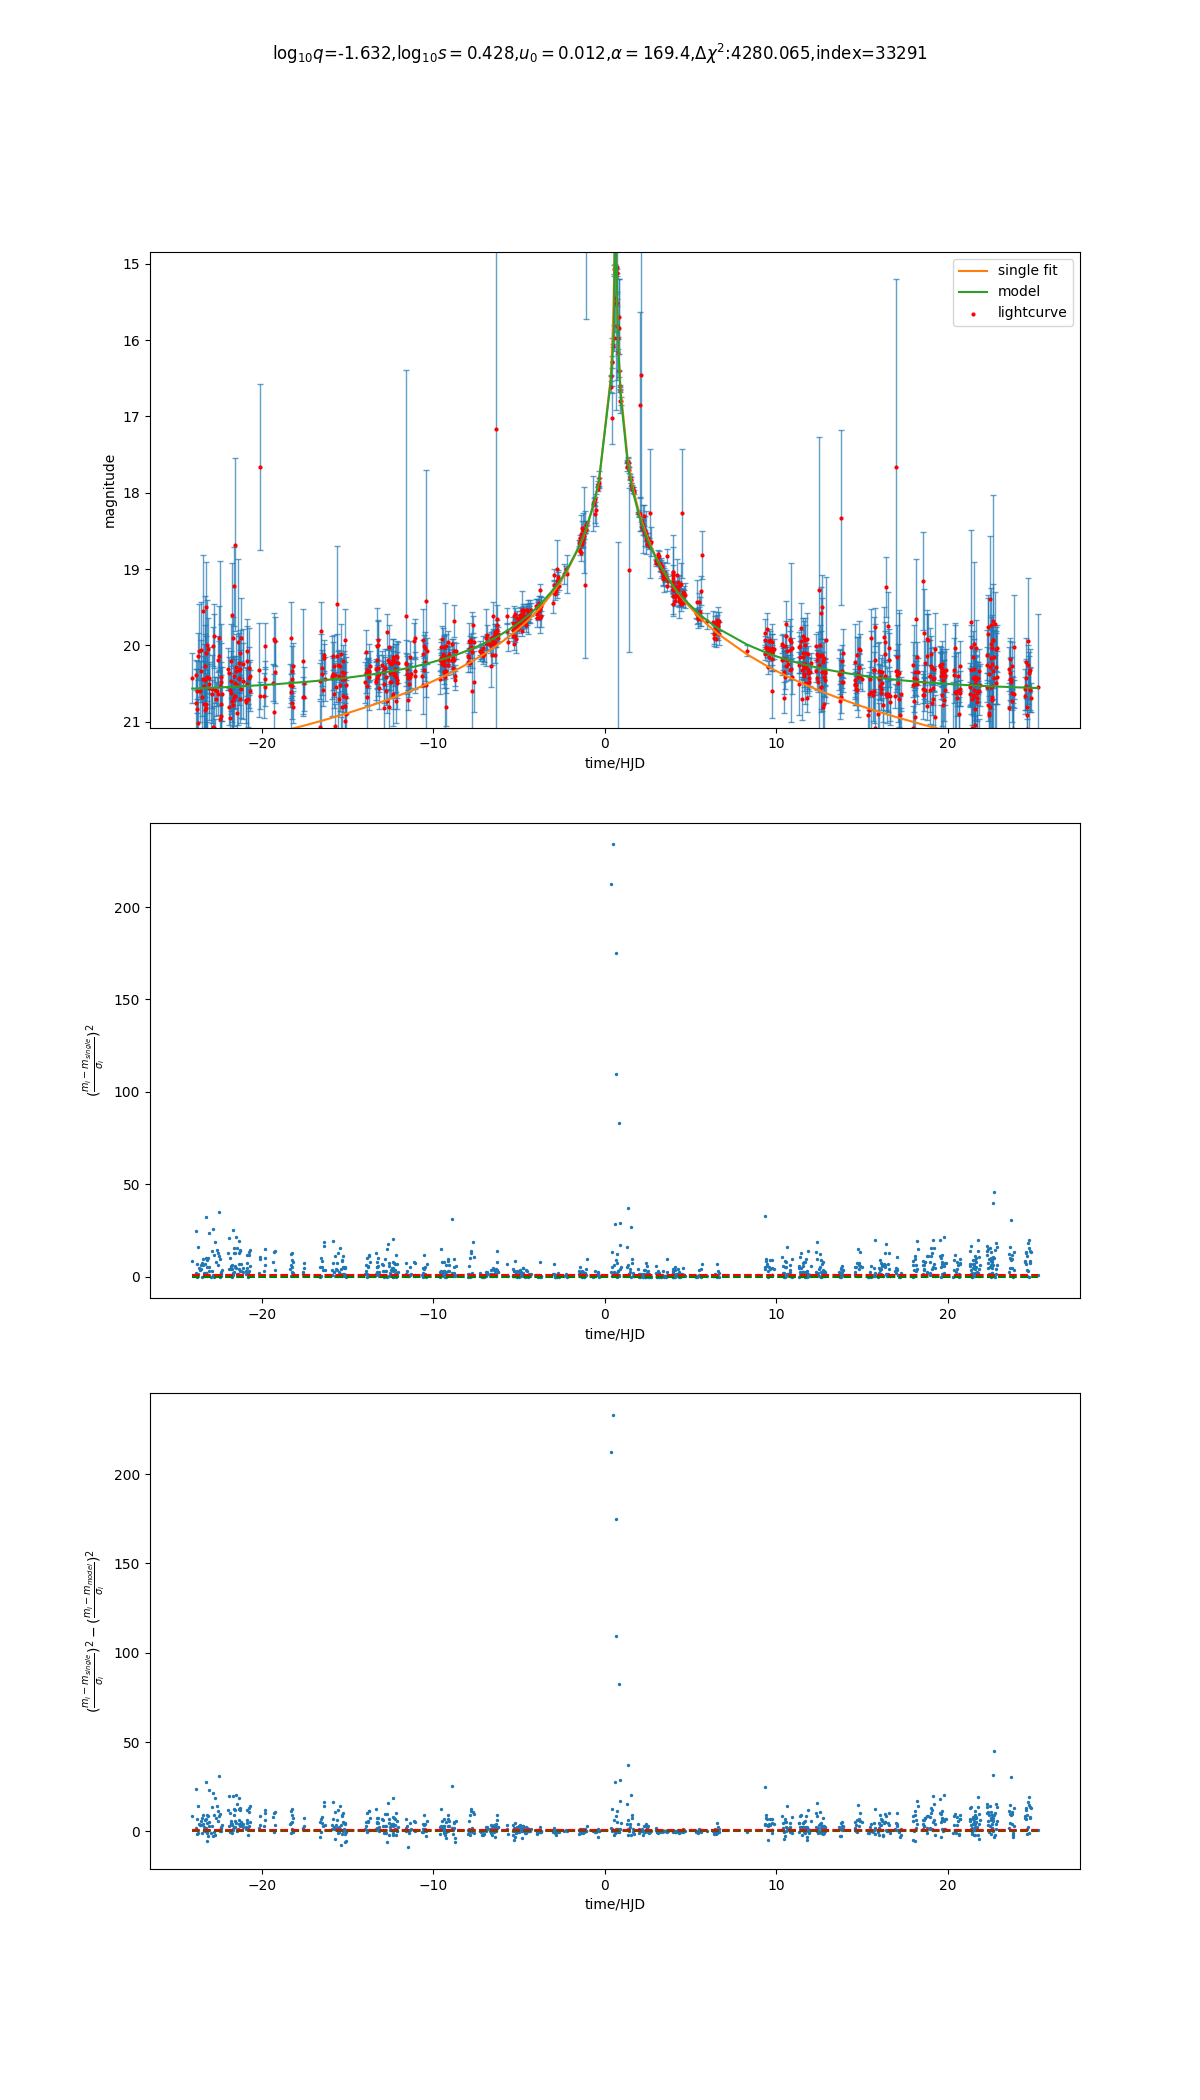 log10q=-1.632,log10s = 0.428,u0 = 0.012,α = 169.4,Δχ²:4280.065,index=33291
15
16
17
18
19
20
21
magnitude
single fit
model
lightcurve
−20 −10 0 10 20
time/HJD
200
150
100
50
0
((mi − msingle)/σi)²
−20 −10 0 10 20
time/HJD
200
150
100
50
0
((mi − msingle)/σi)² − ((mi − mmodel)/σi)²
−20 −10 0 10 20
time/HJD